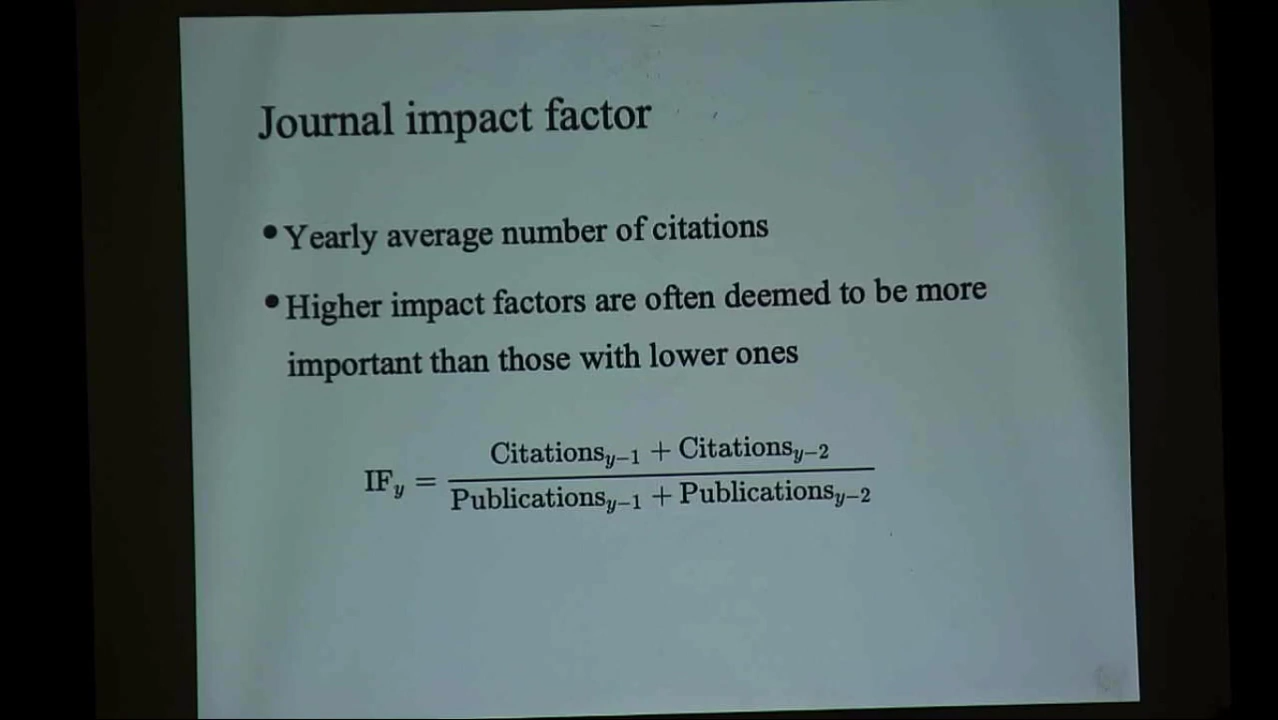 Journal impact factor
• Yearly average number of citations
• Higher impact factors are often deemed to be more
important than those with lower ones
IF_y = (Citations_{y−1} + Citations_{y−2}) / (Publications_{y−1} + Publications_{y−2})